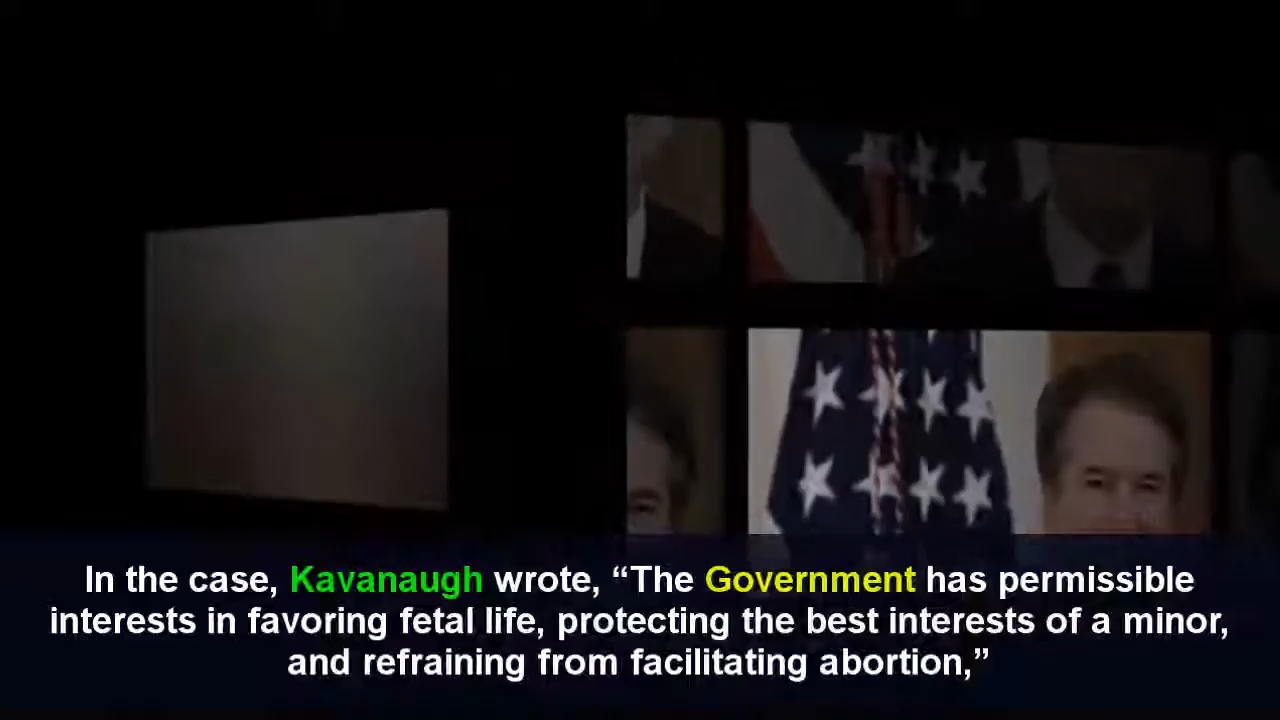 In the case, Kavanaugh wrote, “The Government has permissible
interests in favoring fetal life, protecting the best interests of a minor,
and refraining from facilitating abortion,”